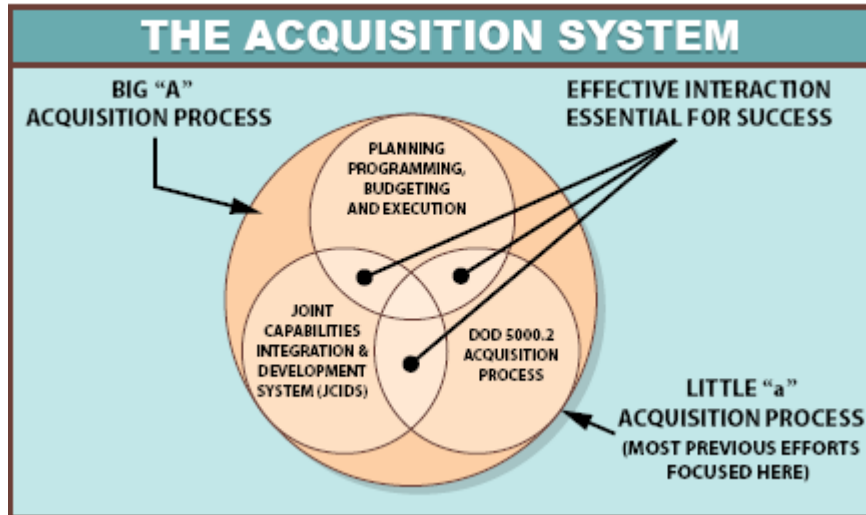 THE ACQUISITION SYSTEM
BIG “A”
ACQUISITION PROCESS
EFFECTIVE INTERACTION
ESSENTIAL FOR SUCCESS
PLANNING
PROGRAMMING,
BUDGETING
AND EXECUTION
JOINT
CAPABILITIES
INTEGRATION &
DEVELOPMENT
SYSTEM (JCIDS)
DOD 5000.2
ACQUISITION
PROCESS
LITTLE “a”
ACQUISITION PROCESS
(MOST PREVIOUS EFFORTS
FOCUSED HERE)